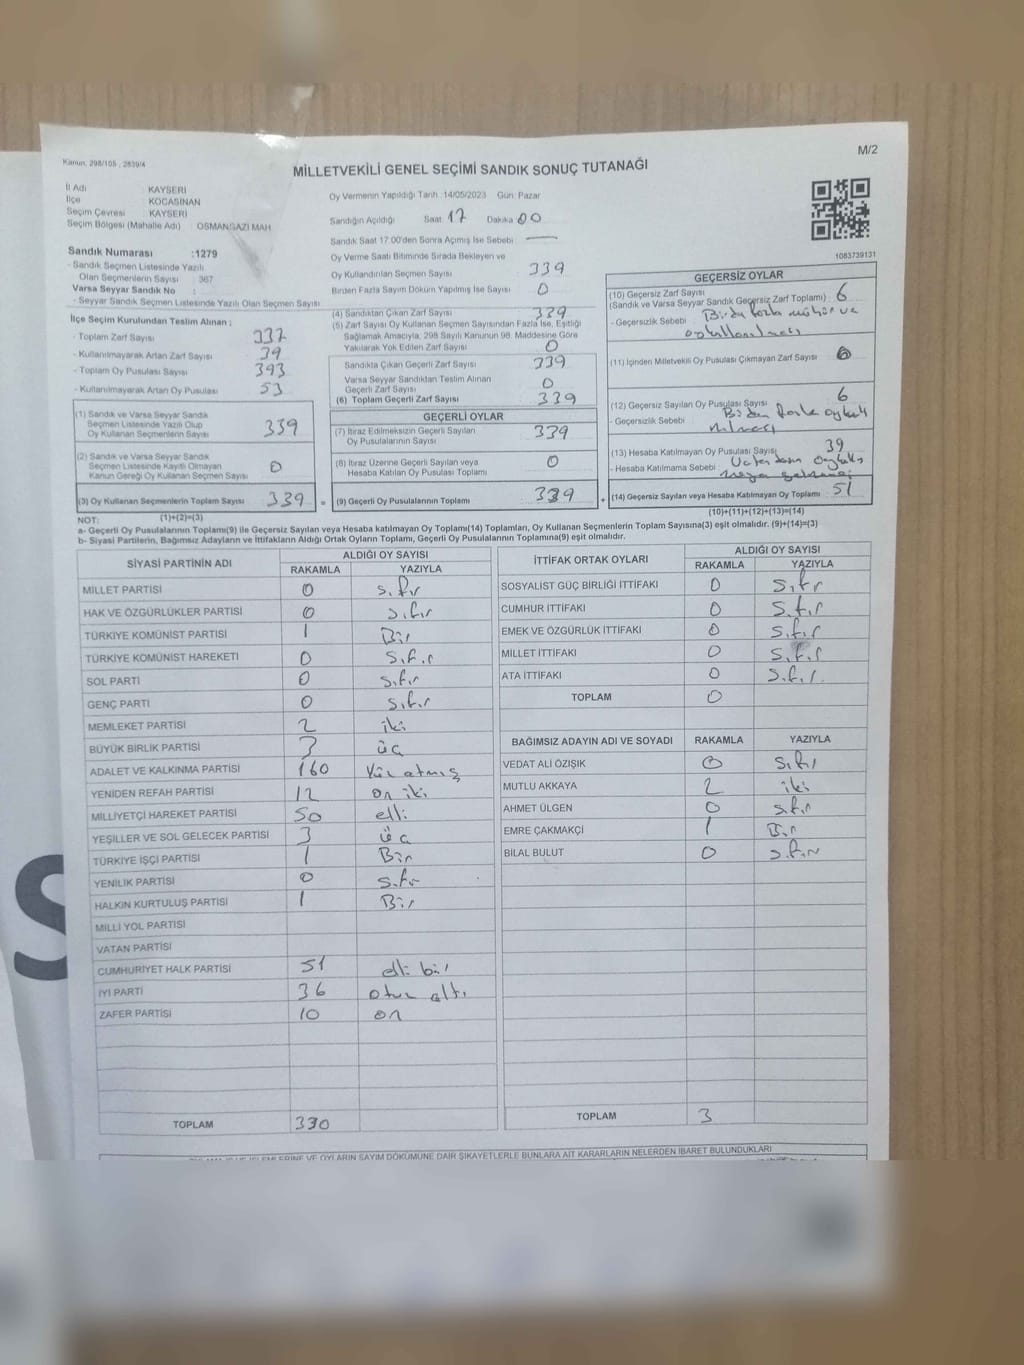 Kanun, 298/105 , 2839/4
M/2
MİLLETVEKİLİ GENEL SEÇİMİ SANDIK SONUÇ TUTANAĞI
İl Adı : KAYSERİ
İlçe : KOCASİNAN
Seçim Çevresi : KAYSERİ
Seçim Bölgesi (Mahalle Adı) : OSMANGAZİ MAH.
Sandık Numarası :1279
- Sandık Seçmen Listesinde Yazılı
Olan Seçmenlerin Sayısı : 367
Varsa Seyyar Sandık No :
- Seyyar Sandık Seçmen Listesinde Yazılı Olan Seçmen Sayısı
Oy Vermenin Yapıldığı Tarih : 14/05/2023 Gün: Pazar
Sandığın Açıldığı Saat 17 Dakika 00
Sandık Saat 17:00'den Sonra Açımış İse Sebebi : —
Oy Verme Saati Bitiminde Sırada Bekleyen ve
Oy Kullandırılan Seçmen Sayısı 339
Birden Fazla Sayım Döküm Yapılmış İse Sayısı 0
1083739131
İlçe Seçim Kurulundan Teslim Alınan ;
- Toplam Zarf Sayısı
- Kullanılmayarak Artan Zarf Sayısı 39
- Toplam Oy Pusulası Sayısı 393
- Kullanılmayarak Artan Oy Pusulası 53
(1) Sandık ve Varsa Seyyar Sandık
Seçmen Listesinde Yazılı Olup
Oy Kullanan Seçmenlerin Sayısı 339
(2) Sandık ve Varsa Seyyar Sandık
Seçmen Listesinde Kayıtlı Olmayan
Kanun Gereği Oy Kullanan Seçmen Sayısı 0
(3) Oy Kullanan Seçmenlerin Toplam Sayısı 339 =
(1)+(2)=(3)
(4) Sandıktan Çıkan Zarf Sayısı 339
(5) Zarf Sayısı Oy Kullanan Seçmen Sayısından Fazla İse, Eşitliği
Sağlamak Amacıyla, 298 Sayılı Kanunun 98. Maddesine Göre
Yakılarak Yok Edilen Zarf Sayısı 0
Sandıkta Çıkan Geçerli Zarf Sayısı 339
Varsa Seyyar Sandıktan Teslim Alınan
Geçerli Zarf Sayısı 0
(6) Toplam Geçerli Zarf Sayısı 339
GEÇERLİ OYLAR
(7) İtiraz Edilmeksizin Geçerli Sayılan
Oy Pusulalarının Sayısı 339
(8) İtiraz Üzerine Geçerli Sayılan veya
Hesaba Katılan Oy Pusulası Toplamı 0
(9) Geçerli Oy Pusulalarının Toplamı 339 +
GEÇERSİZ OYLAR
(10) Geçersiz Zarf Sayısı
(Sandık ve Varsa Seyyar Sandık Geçersiz Zarf Toplamı) 6
- Geçersizlik Sebebi : Birden fazla mühür ve
oy kullanılması
(11) İçinden Milletvekili Oy Pusulası Çıkmayan Zarf Sayısı
(12) Geçersiz Sayılan Oy Pusulası Sayısı 6
- Geçersizlik Sebebi : Birden fazla oy
(13) Hesaba Katılmayan Oy Pusulası Sayısı 39
- Hesaba Katılmama Sebebi :
(14) Geçersiz Sayılan veya Hesaba Katılmayan Oy Toplamı 51
(10)+(11)+(12)+(13)=(14)
NOT:
a- Geçerli Oy Pusulalarının Toplamı(9) ile Geçersiz Sayılan veya Hesaba katılmayan Oy Toplamı(14) Toplamları, Oy Kullanan Seçmenlerin Toplam Sayısına(3) eşit olmalıdır. (9)+(14)=(3)
b- Siyasi Partilerin, Bağımsız Adayların ve İttifakların Aldığı Ortak Oyların Toplamı, Geçerli Oy Pusulalarının Toplamına(9) eşit olmalıdır.
SİYASİ PARTİNİN ADI ALDIĞI OY SAYISI
RAKAMLA YAZIYLA
MİLLET PARTİSİ 0 sıfır
HAK VE ÖZGÜRLÜKLER PARTİSİ 0 sıfır
TÜRKİYE KOMÜNİST PARTİSİ 1 Bir
TÜRKİYE KOMÜNİST HAREKETİ 0 sıfır
SOL PARTİ 0 sıfır
GENÇ PARTİ 0 sıfır
MEMLEKET PARTİSİ 2 iki
BÜYÜK BİRLİK PARTİSİ 3 üç
ADALET VE KALKINMA PARTİSİ 160 Yüz atmış
YENİDEN REFAH PARTİSİ 12 on iki
MİLLİYETÇİ HAREKET PARTİSİ 50 elli
YEŞİLLER VE SOL GELECEK PARTİSİ 3 üç
TÜRKİYE İŞÇİ PARTİSİ 1 Bir
YENİLİK PARTİSİ 0 sıfır
HALKIN KURTULUŞ PARTİSİ 1 Bir
MİLLİ YOL PARTİSİ
VATAN PARTİSİ
CUMHURİYET HALK PARTİSİ 51 elli bir
İYİ PARTİ 36 otuz altı
ZAFER PARTİSİ 10 on
TOPLAM 330
İTTİFAK ORTAK OYLARI ALDIĞI OY SAYISI
RAKAMLA YAZIYLA
SOSYALİST GÜÇ BİRLİĞİ İTTİFAKI 0 sıfır
CUMHUR İTTİFAKI 0 sıfır
EMEK VE ÖZGÜRLÜK İTTİFAKI 0 sıfır
MİLLET İTTİFAKI 0 sıfır
ATA İTTİFAKI 0 sıfır
TOPLAM 0
BAĞIMSIZ ADAYIN ADI VE SOYADI RAKAMLA YAZIYLA
VEDAT ALİ ÖZIŞIK 0 sıfır
MUTLU AKKAYA 2 iki
AHMET ÜLGEN 0 sıfır
EMRE ÇAKMAKÇİ 1 Bir
BİLAL BULUT 0 sıfır
TOPLAM 3
VE OYLARIN SAYIM DÖKÜMÜNE DAİR ŞİKAYETLERLE BUNLARA AİT KARARLARIN NELERDEN İBARET BULUNDUKLARI
S